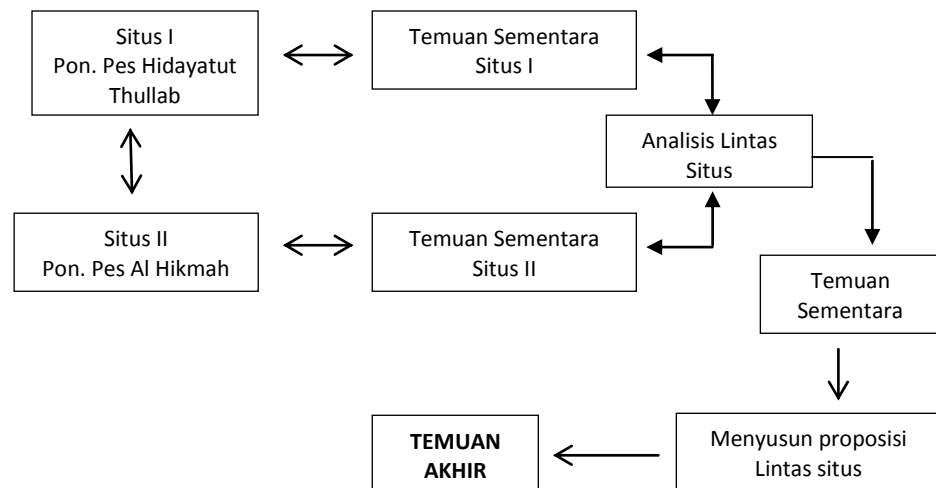 Situs I
Pon. Pes Hidayatut
Thullab
Temuan Sementara
Situs I
Analisis Lintas
Situs
Situs II
Pon. Pes Al Hikmah
Temuan Sementara
Situs II
Temuan
Sementara
Menyusun proposisi
Lintas situs
TEMUAN
AKHIR